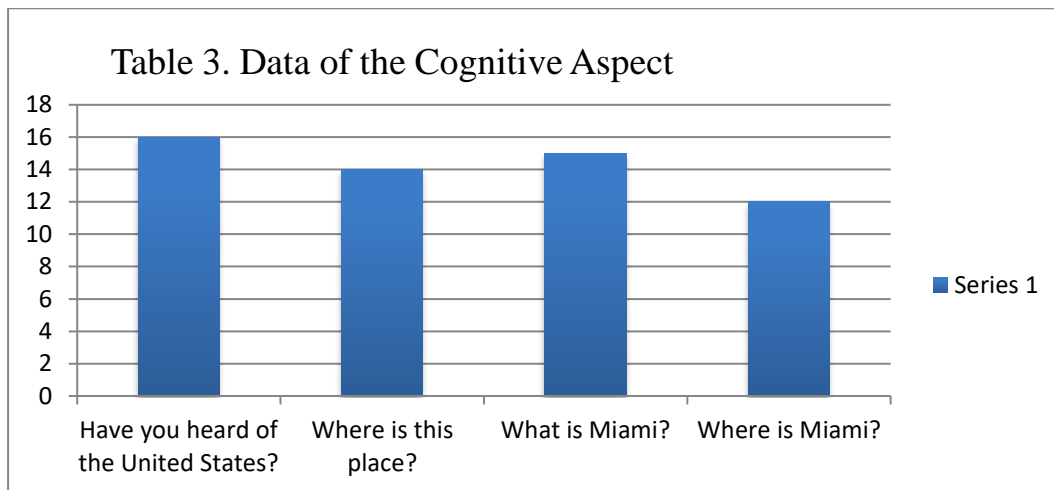 Table 3. Data of the Cognitive Aspect
18
16
14
12
10
8
6
4
2
0
Series 1
Have you heard of
the United States?
Where is this
place?
What is Miami?
Where is Miami?